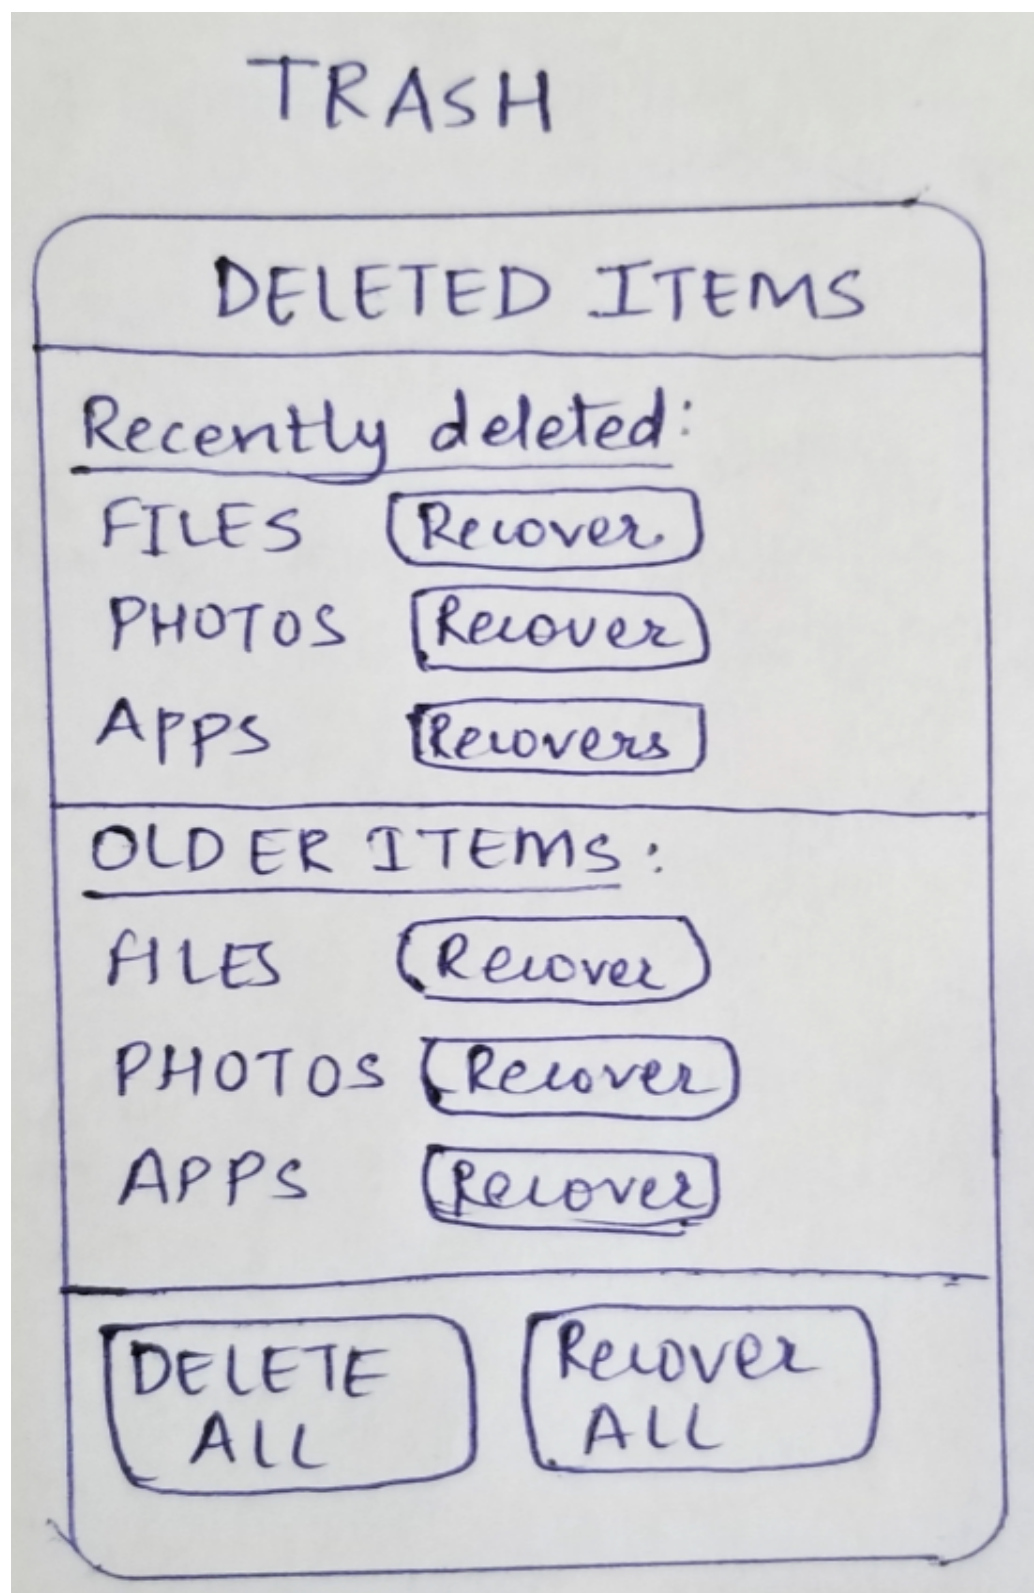 TRASH
DELETED ITEMS
Recently deleted:
FILES Recover
PHOTOS Recover
APPS Recovers
OLDER ITEMS:
FILES Recover
PHOTOS Recover
APPS Recover
DELETE ALL
Recover ALL